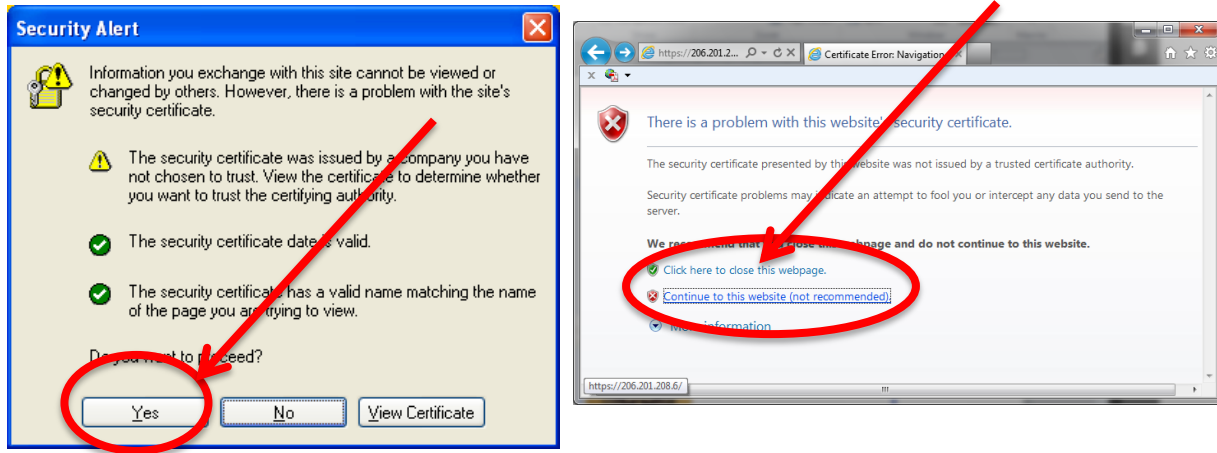 Security Alert
Information you exchange with this site cannot be viewed or
changed by others. However, there is a problem with the site's
security certificate.
The security certificate was issued by a company you have
not chosen to trust. View the certificate to determine whether
you want to trust the certifying authority.
The security certificate date is valid.
The security certificate has a valid name matching the name
of the page you are trying to view.
Do you want to proceed?
Yes
No
View Certificate
https://206.201.2...
Certificate Error: Navigation
There is a problem with this website's security certificate.
The security certificate presented by this website was not issued by a trusted certificate authority.
Security certificate problems may indicate an attempt to fool you or intercept any data you send to the
server.
We recommend that you close this webpage and do not continue to this website.
Click here to close this webpage.
Continue to this website (not recommended).
More information
https://206.201.208.6/